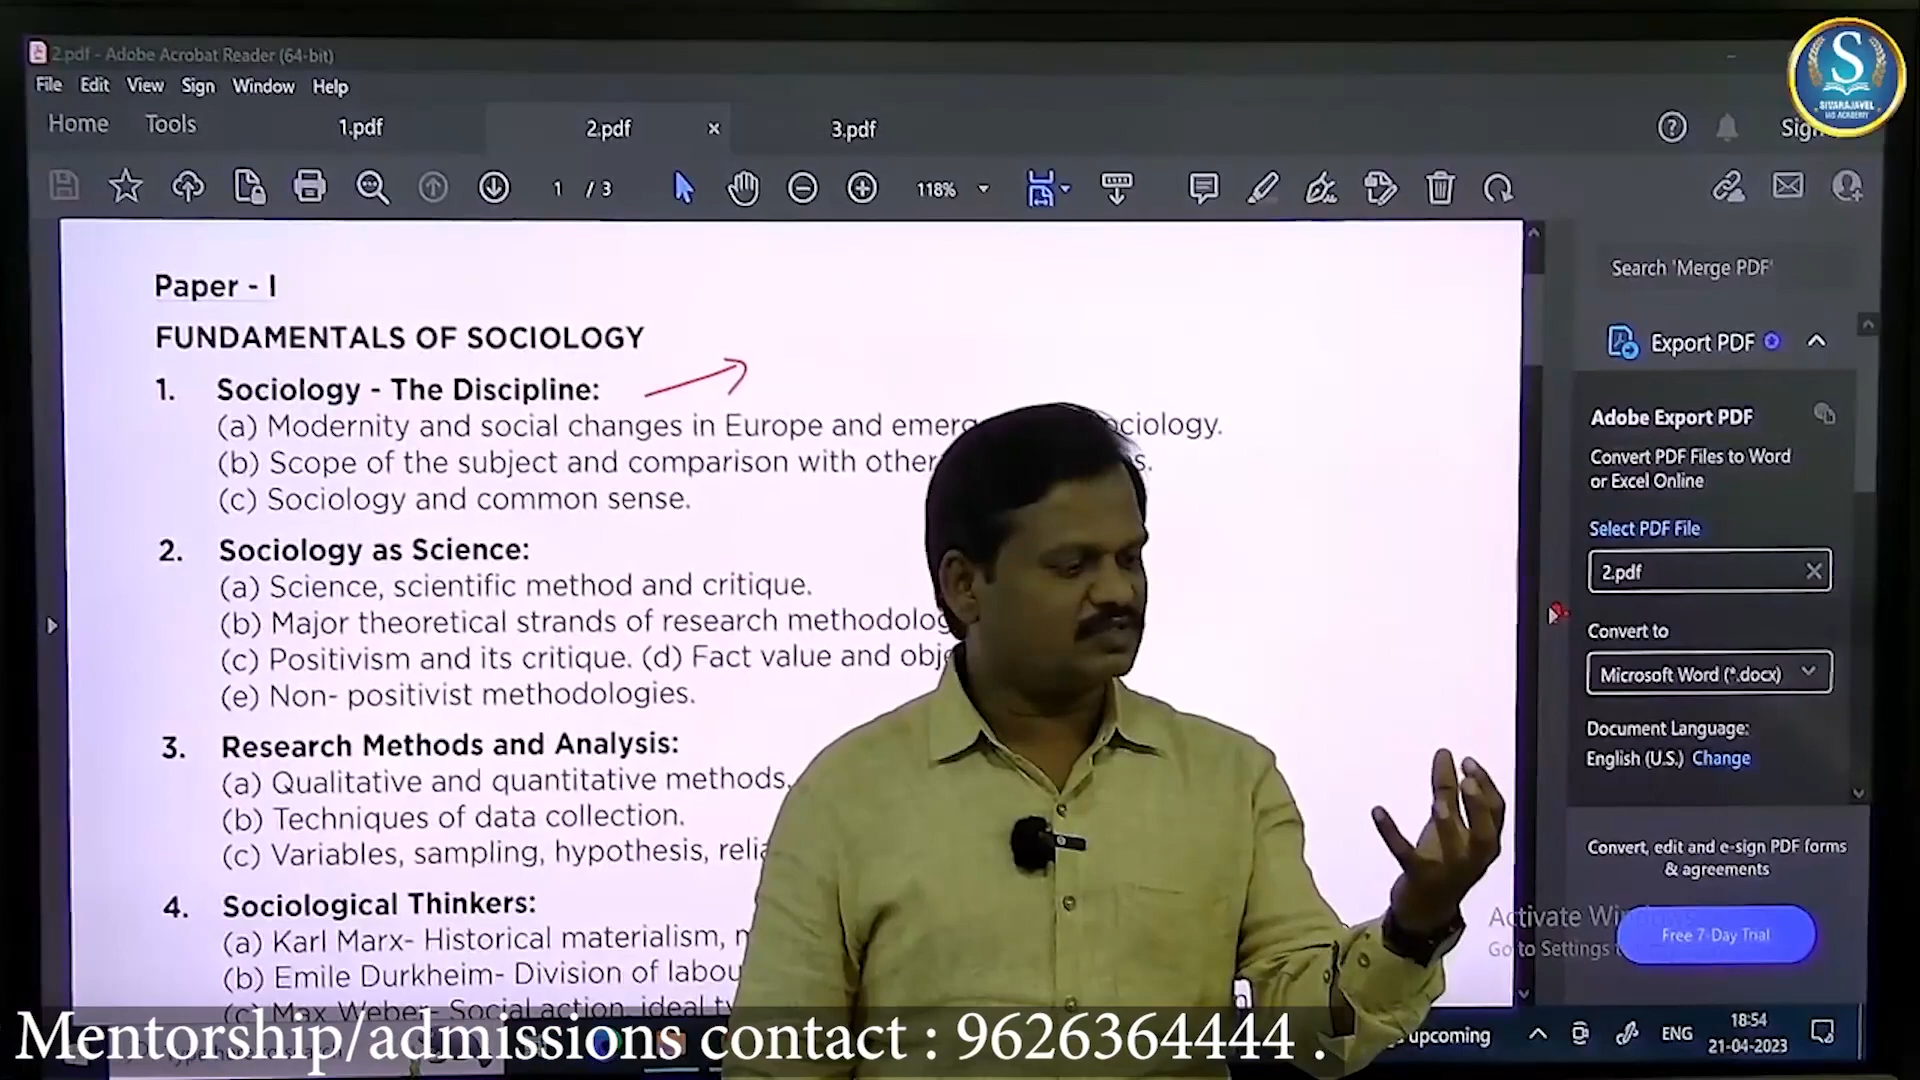 2.pdf - Adobe Acrobat Reader (64-bit)
File Edit View Sign Window Help
Home Tools 1.pdf 2.pdf × 3.pdf
1 / 3 118%
S
SIVARAJAVEL
IAS ACADEMY
Search 'Merge PDF'
Export PDF
Adobe Export PDF
Convert PDF Files to Word
or Excel Online
Select PDF File
2.pdf
Convert to
Microsoft Word (*.docx)
Document Language:
English (U.S.) Change
Convert, edit and e-sign PDF forms
& agreements
Free 7-Day Trial
Activate
Go to Settings
Paper - I
FUNDAMENTALS OF SOCIOLOGY
1. Sociology - The Discipline:
(a) Modernity and social changes in Europe and
(b) Scope of the subject and comparison with other
(c) Sociology and common sense.
2. Sociology as Science:
(a) Science, scientific method and critique.
(b) Major theoretical strands of research
(c) Positivism and its critique. (d) Fact value and
(e) Non- positivist methodologies.
3. Research Methods and Analysis:
(a) Qualitative and quantitative methods.
(b) Techniques of data collection.
(c) Variables, sampling, hypothesis,
4. Sociological Thinkers:
(a) Karl Marx- Historical materialism,
(b) Emile Durkheim- Division of
(c) Max Weber- Social action, ideal
Mentorship/admissions contact : 9626364444 .
upcoming ENG 18:54
21-04-2023